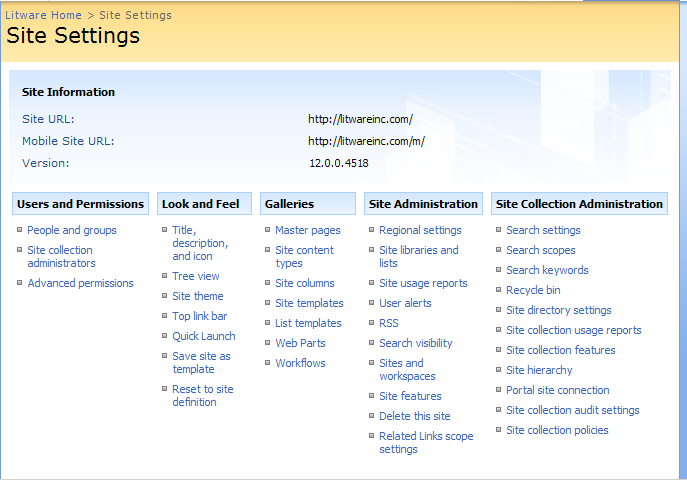 Litware Home > Site Settings
Site Settings
Site Information
Site URL: http://litwareinc.com/
Mobile Site URL: http://litwareinc.com/m/
Version: 12.0.0.4518
Users and Permissions
People and groups
Site collection
administrators
Advanced permissions
Look and Feel
Title,
description,
and icon
Tree view
Site theme
Top link bar
Quick Launch
Save site as
template
Reset to site
definition
Galleries
Master pages
Site content
types
Site columns
Site templates
List templates
Web Parts
Workflows
Site Administration
Regional settings
Site libraries and
lists
Site usage reports
User alerts
RSS
Search visibility
Sites and
workspaces
Site features
Delete this site
Related Links scope
settings
Site Collection Administration
Search settings
Search scopes
Search keywords
Recycle bin
Site directory settings
Site collection usage reports
Site collection features
Site hierarchy
Portal site connection
Site collection audit settings
Site collection policies